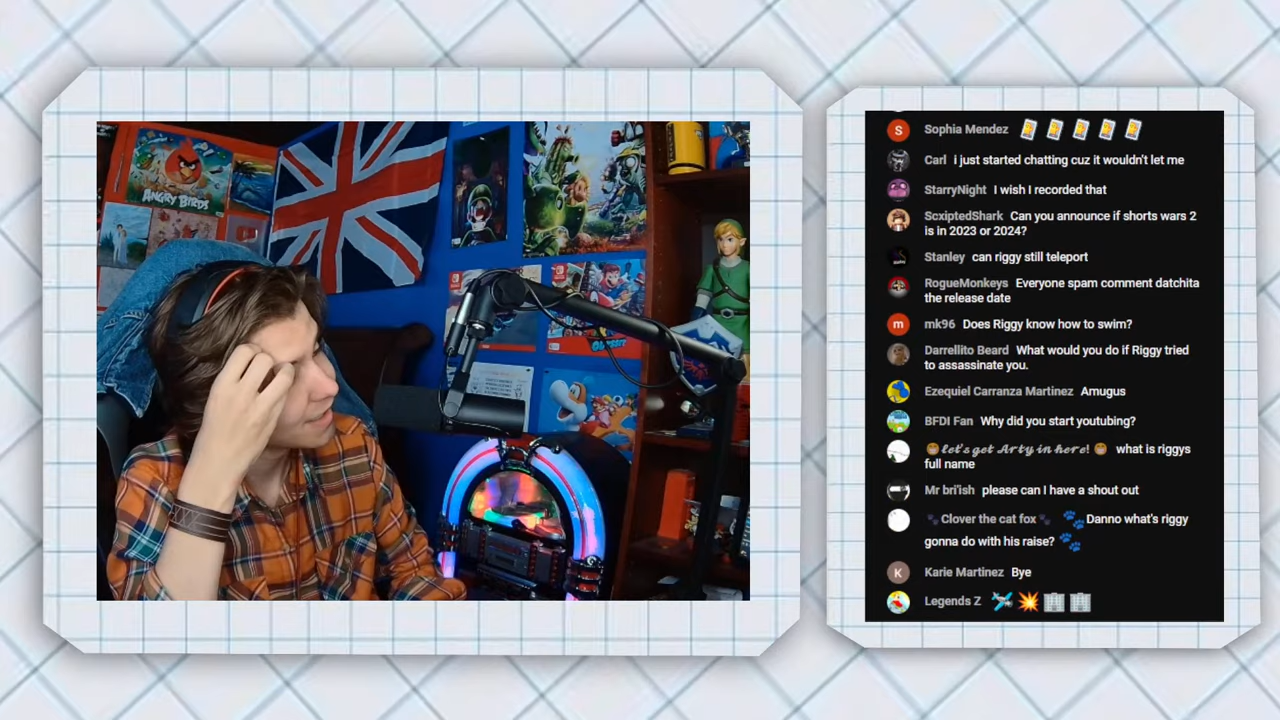 ANGRY BIRDS
S Sophia Mendez
Carl i just started chatting cuz it wouldn't let me
StarryNight I wish I recorded that
ScxiptedShark Can you announce if shorts wars 2
is in 2023 or 2024?
Stanley can riggy still teleport
RogueMonkeys Everyone spam comment datchita
the release date
m mk96 Does Riggy know how to swim?
Darrellito Beard What would you do if Riggy tried
to assassinate you.
Ezequiel Carranza Martinez Amugus
BFDI Fan Why did you start youtubing?
𝓵𝓮𝓽'𝓼 𝓰𝓮𝓽 𝓐𝓻𝓽𝔂 𝓲𝓷 𝓱𝓮𝓻𝓮! what is riggys
full name
Mr bri'ish please can I have a shout out
Clover the cat fox Danno what's riggy
gonna do with his raise?
K Karie Martinez Bye
Legends Z